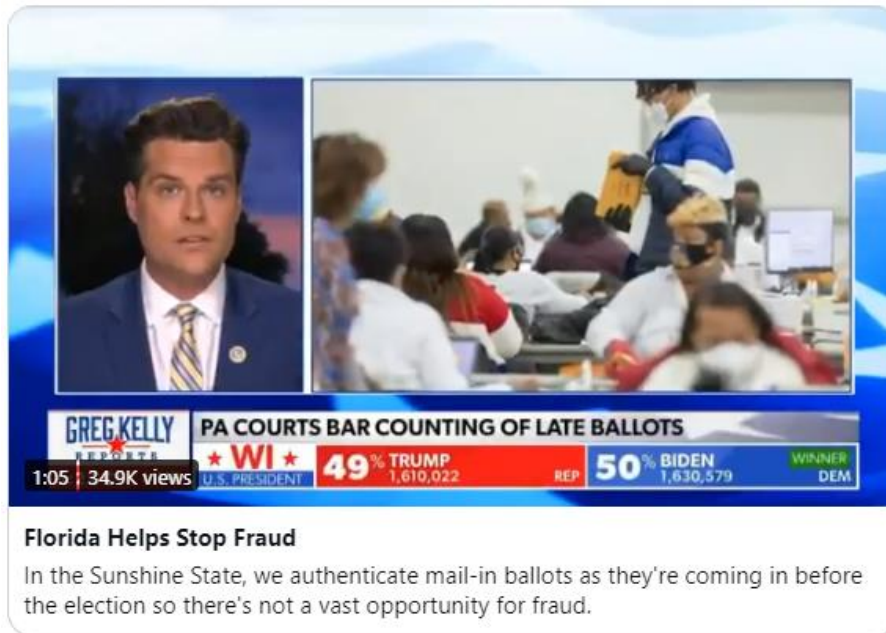 GREG KELLY
REPORTS
PA COURTS BAR COUNTING OF LATE BALLOTS
WI
U.S. PRESIDENT
49% TRUMP
1,610,022
REP
50% BIDEN
1,630,579
WINNER
DEM
1:05
34.9K views
Florida Helps Stop Fraud
In the Sunshine State, we authenticate mail-in ballots as they're coming in before
the election so there's not a vast opportunity for fraud.